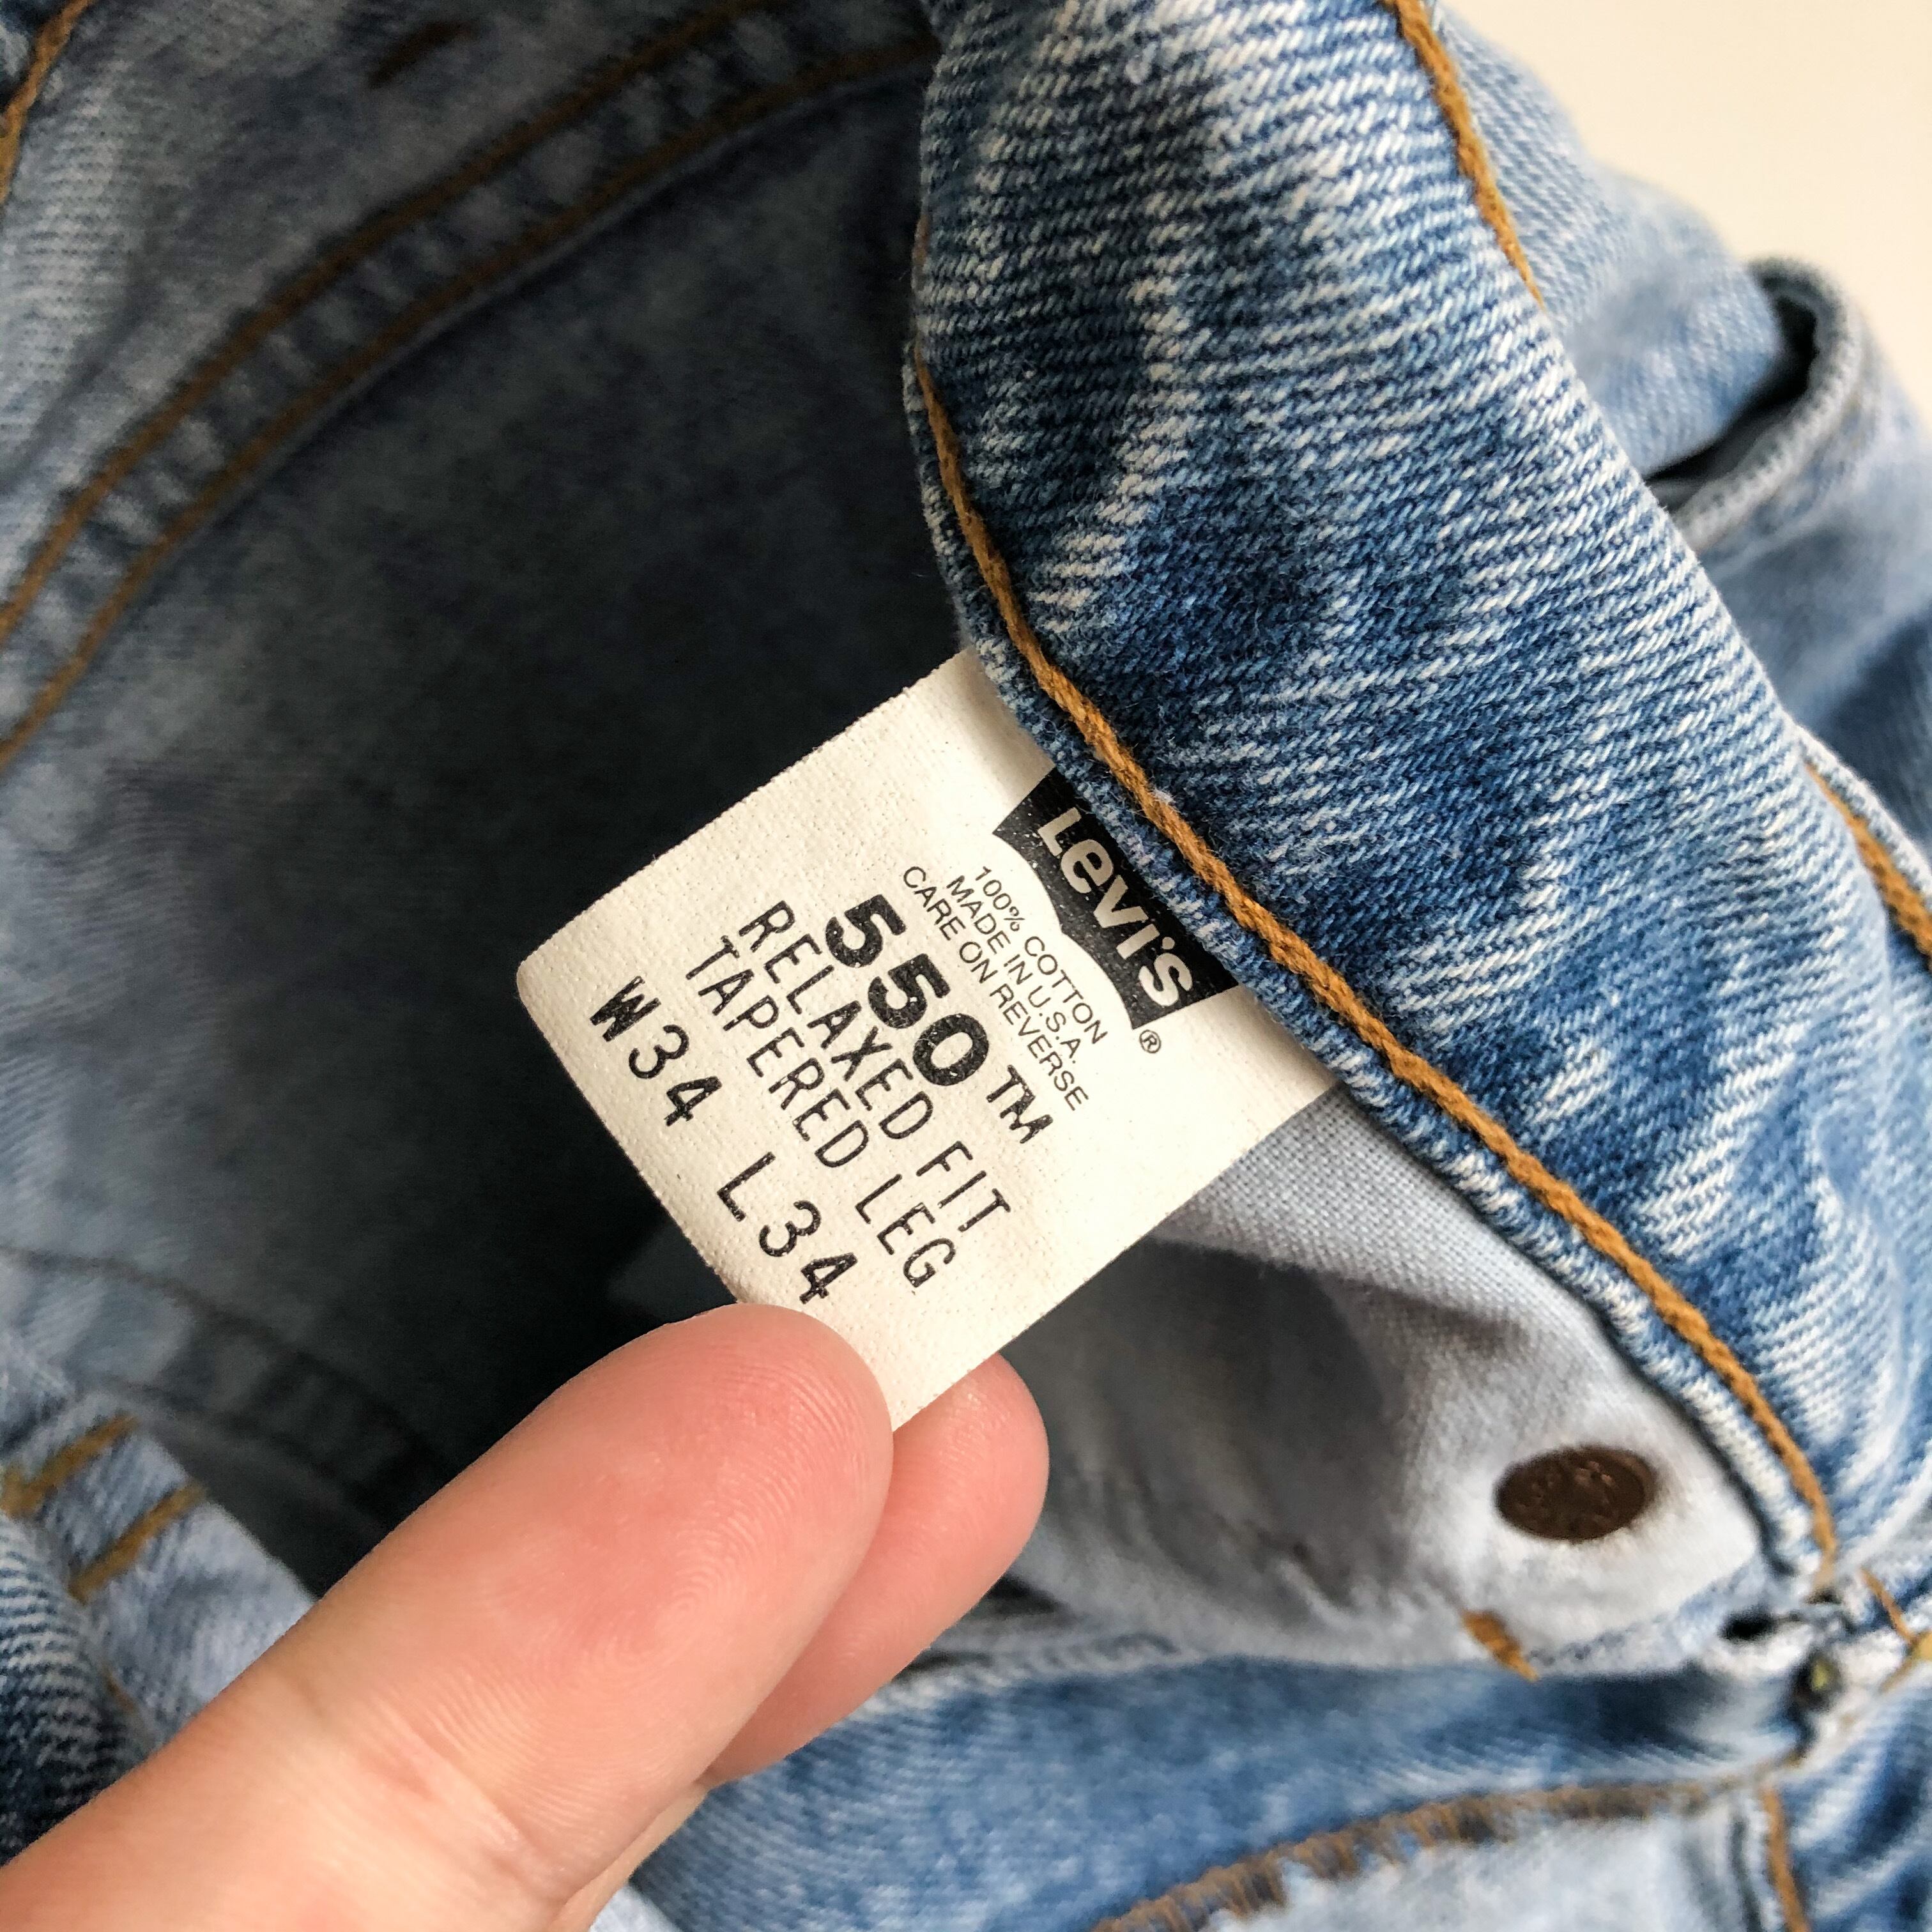 Levi's ®
100% COTTON
MADE IN U.S.A.
CARE ON REVERSE
550™
RELAXED FIT
TAPERED LEG
W34 L34